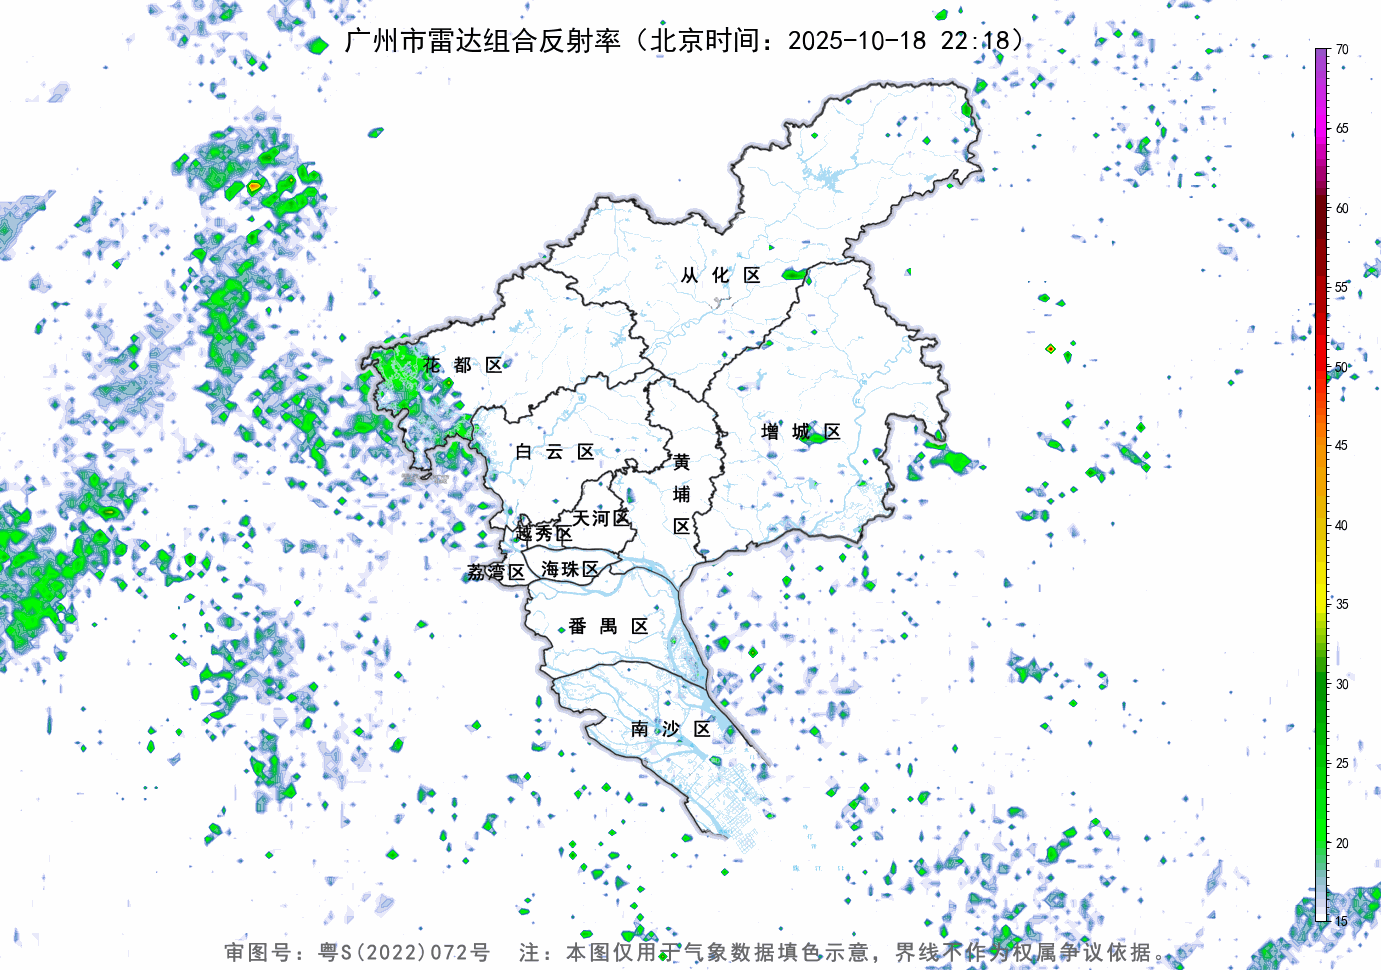 广州市雷达组合反射率（北京时间：2025-10-18 22:18）
70
65
60
55
50
45
40
35
30
25
20
15
从化区
花都区
增城区
白云区
黄埔区
天河区
越秀区
海珠区
荔湾区
番禺区
南沙区
审图号：粤S(2022)072号 注：本图仅用于气象数据填色示意，界线不作为权属争议依据。